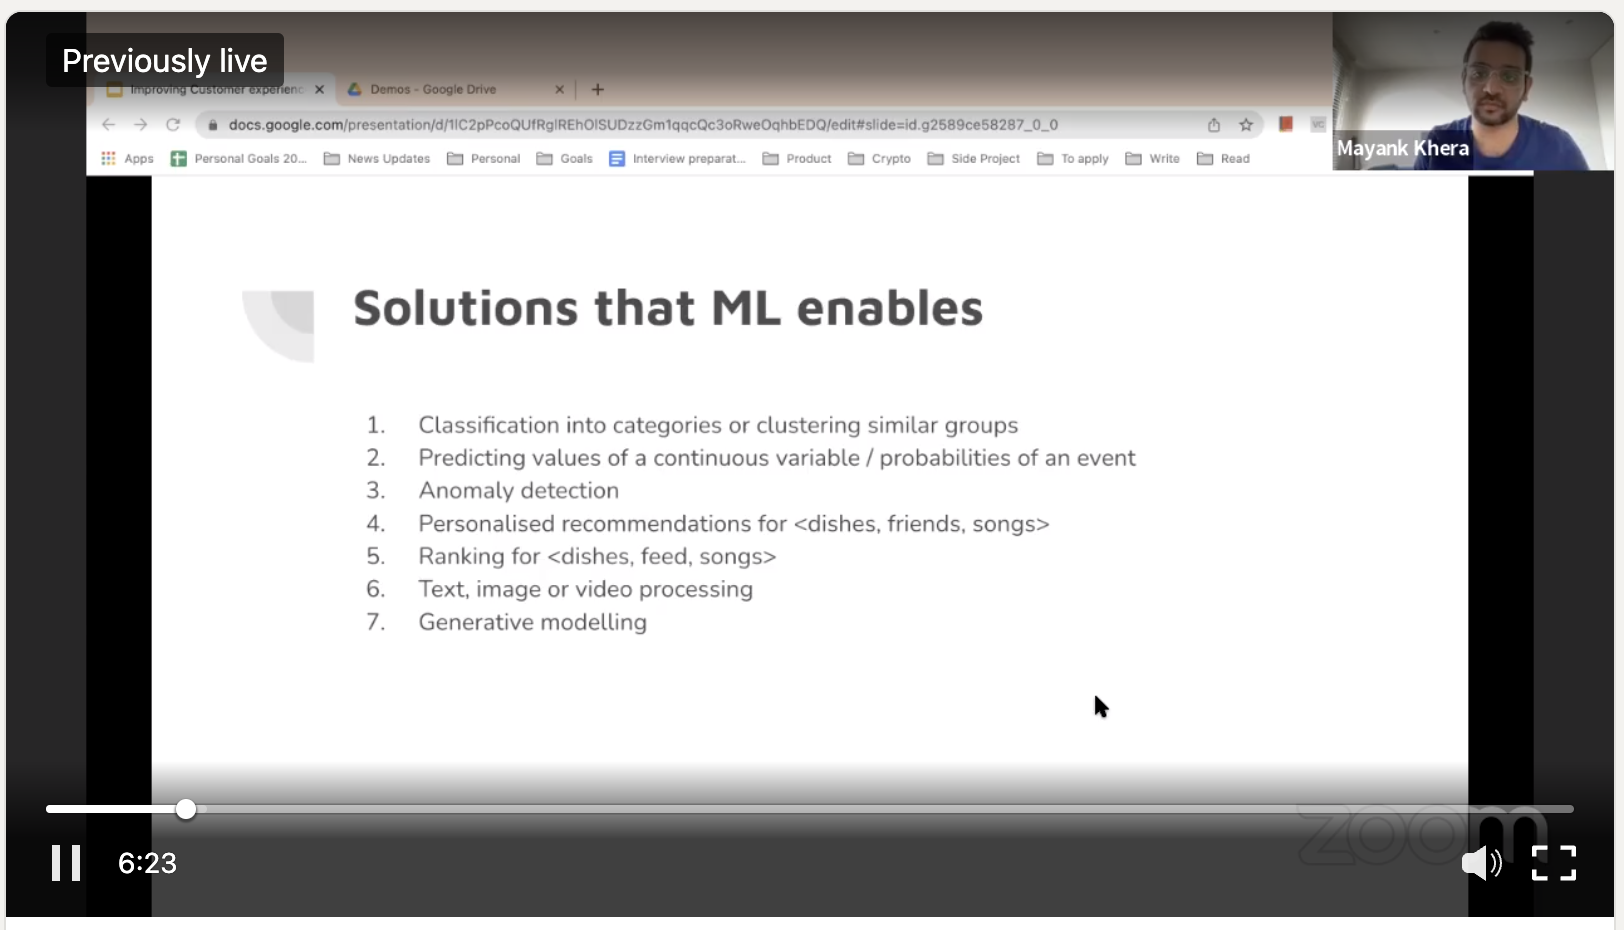 Previously live
Improving Customer experienc
Demos - Google Drive
docs.google.com/presentation/d/1lC2pPcoQUfRglREhOlSUDzzGm1qqcQc3oRweOqhbEDQ/edit#slide=id.g2589ce58287_0_0
VC
Apps Personal Goals 20... News Updates Personal Goals Interview preparat... Product Crypto Side Project To apply Write Read
Mayank Khera
Solutions that ML enables
1. Classification into categories or clustering similar groups
2. Predicting values of a continuous variable / probabilities of an event
3. Anomaly detection
4. Personalised recommendations for <dishes, friends, songs>
5. Ranking for <dishes, feed, songs>
6. Text, image or video processing
7. Generative modelling
zoom
6:23